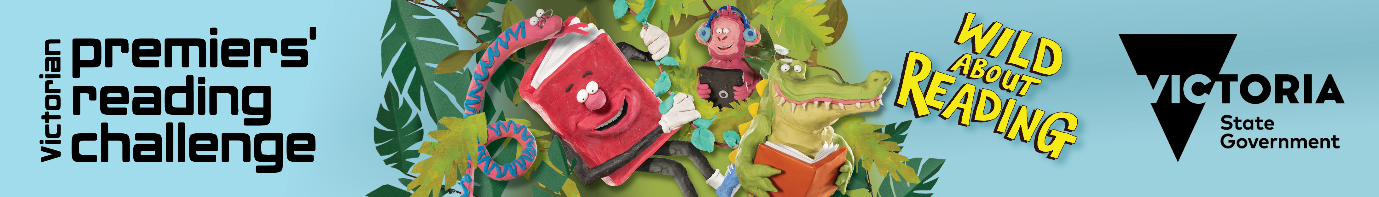 Victorian
premiers'
reading
challenge
WILD
ABOUT
READING
VICTORIA
State
Government